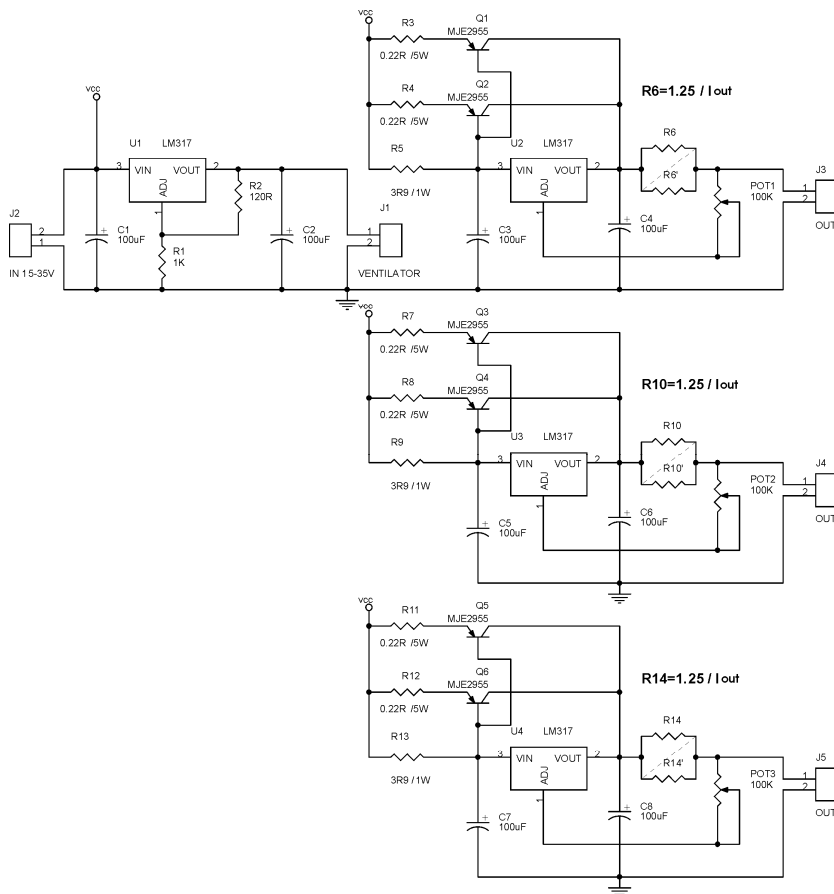 vcc
U1 LM317
3 VIN VOUT 2
ADJ
1
R2
120R
J2
2
1
IN 15-35V
C1
100uF
+
R1
1K
C2
100uF
+
J1
1
2
VENTILATOR
vcc
R3
0.22R /5W
Q1
MJE2955
R4
0.22R /5W
Q2
MJE2955
R5
3R9 / 1W
U2 LM317
3 VIN VOUT 2
ADJ
1
R6=1.25 / Iout
R6
R6'
C3
100uF
+
C4
100uF
+
POT1
100K
J3
1
2
OUT
vcc
R7
0.22R /5W
Q3
MJE2955
R8
0.22R /5W
Q4
MJE2955
R9
3R9 / 1W
U3 LM317
3 VIN VOUT 2
ADJ
1
R10=1.25 / Iout
R10
R10'
C5
100uF
+
C6
100uF
+
POT2
100K
J4
1
2
OUT
vcc
R11
0.22R /5W
Q5
MJE2955
R12
0.22R /5W
Q6
MJE2955
R13
3R9 / 1W
U4 LM317
3 VIN VOUT 2
ADJ
1
R14=1.25 / Iout
R14
R14'
C7
100uF
+
C8
100uF
+
POT3
100K
J5
1
2
OUT